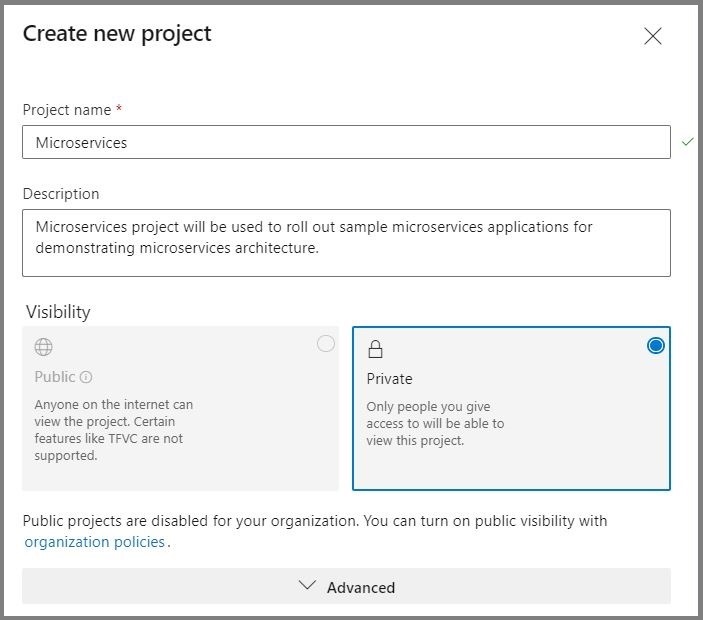 Create new project
Project name *
Microservices
Description
Microservices project will be used to roll out sample microservices applications for
demonstrating microservices architecture.
Visibility
Public
Anyone on the internet can
view the project. Certain
features like TFVC are not
supported.
Private
Only people you give
access to will be able to
view this project.
Public projects are disabled for your organization. You can turn on public visibility with
organization policies.
Advanced